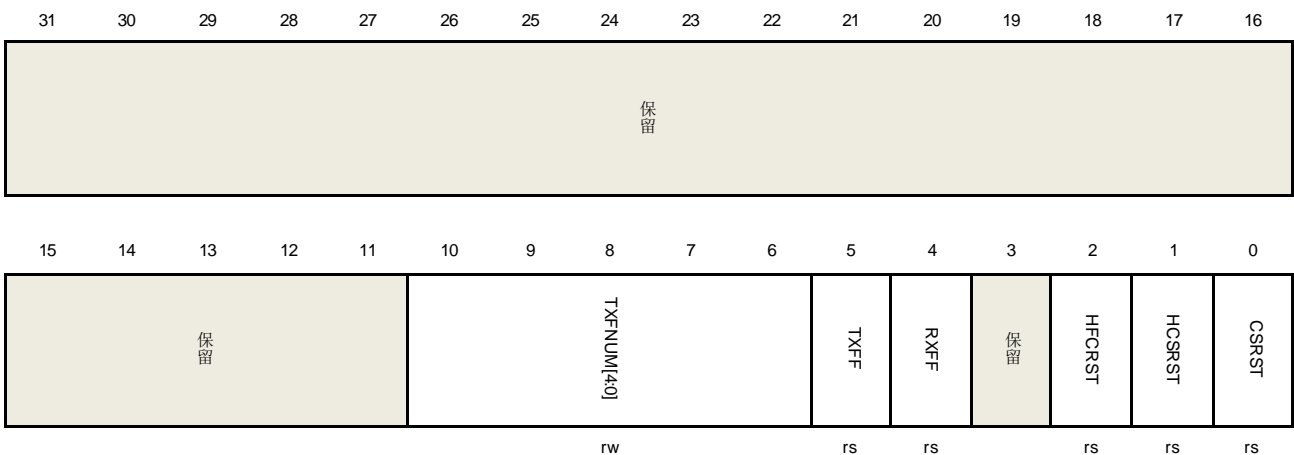 31 30 29 28 27 26 25 24 23 22 21 20 19 18 17 16
保留
15 14 13 12 11 10 9 8 7 6 5 4 3 2 1 0
保留 TXFNUM[4:0] TXFF RXFF 保留 HFCRST HCSRST CSRST
rw rs rs rs rs rs